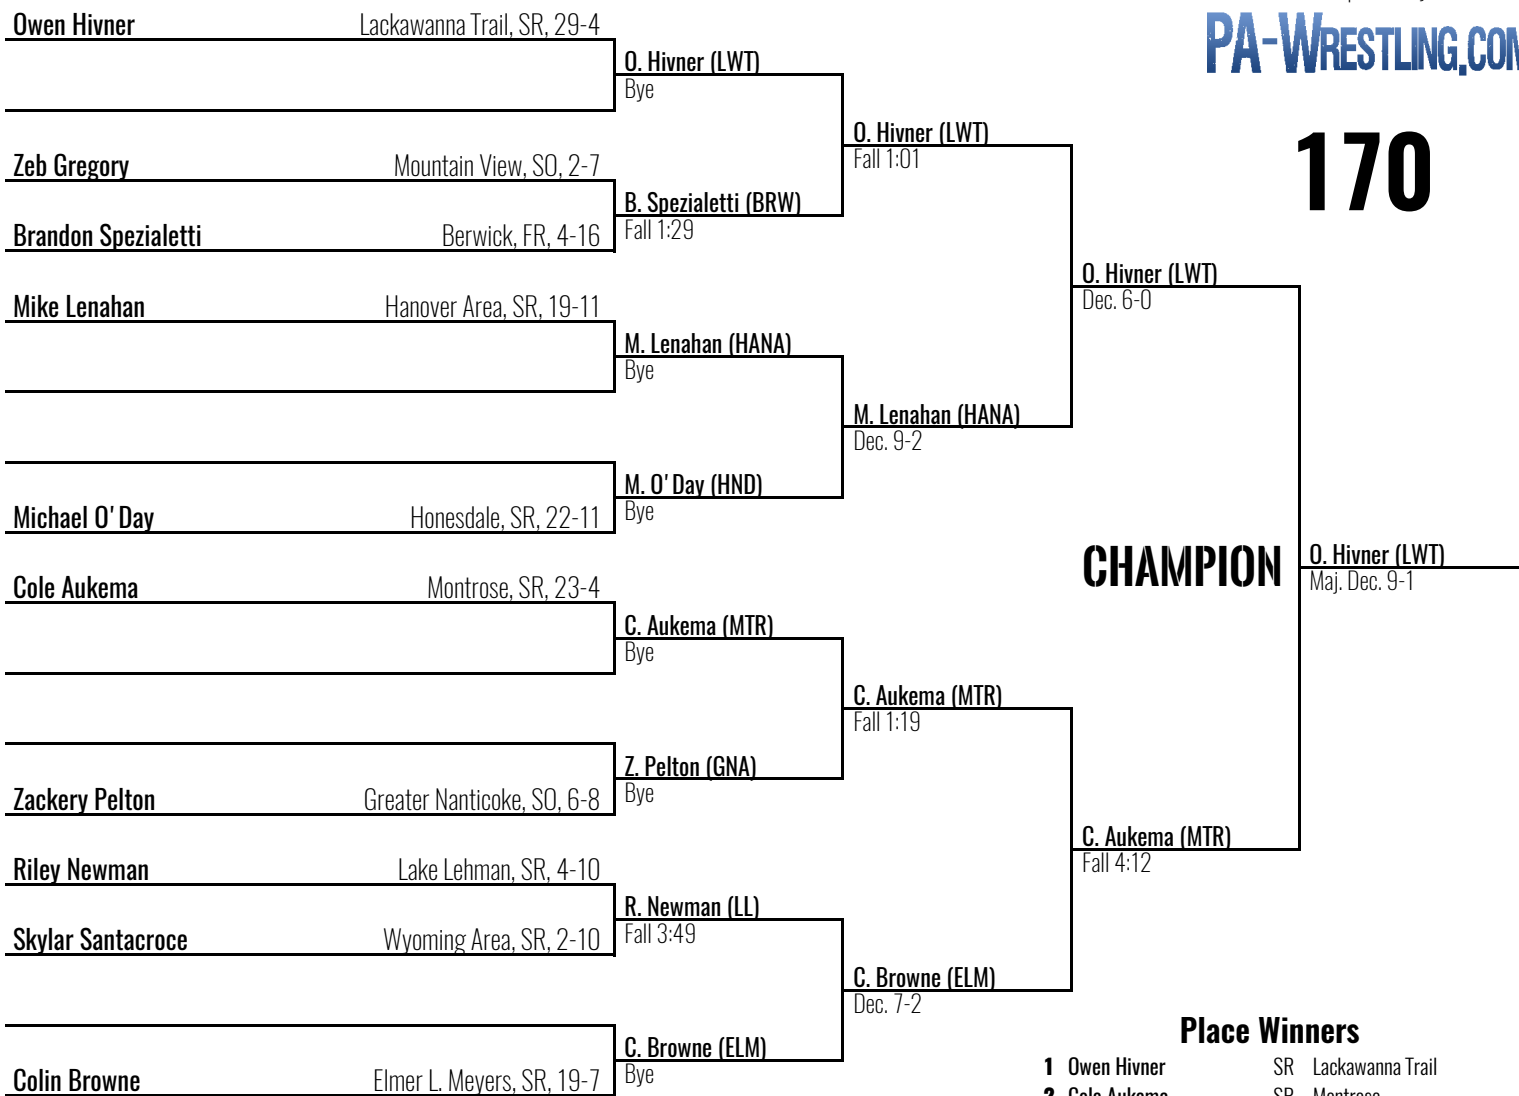 PA-WRESTLING.COM
170
Owen Hivner Lackawanna Trail, SR, 29-4
O. Hivner (LWT)
Bye
O. Hivner (LWT)
Fall 1:01
Zeb Gregory Mountain View, SO, 2-7
B. Spezialetti (BRW)
Fall 1:29
Brandon Spezialetti Berwick, FR, 4-16
O. Hivner (LWT)
Dec. 6-0
Mike Lenahan Hanover Area, SR, 19-11
M. Lenahan (HANA)
Bye
M. Lenahan (HANA)
Dec. 9-2
M. O'Day (HND)
Bye
Michael O'Day Honesdale, SR, 22-11
CHAMPION
O. Hivner (LWT)
Maj. Dec. 9-1
Cole Aukema Montrose, SR, 23-4
C. Aukema (MTR)
Bye
C. Aukema (MTR)
Fall 1:19
Z. Pelton (GNA)
Bye
Zackery Pelton Greater Nanticoke, SO, 6-8
C. Aukema (MTR)
Fall 4:12
Riley Newman Lake Lehman, SR, 4-10
R. Newman (LL)
Fall 3:49
Skylar Santacroce Wyoming Area, SR, 2-10
C. Browne (ELM)
Dec. 7-2
C. Browne (ELM)
Bye
Colin Browne Elmer L. Meyers, SR, 19-7
Place Winners
1 Owen Hivner SR Lackawanna Trail
2 Cole Aukema SR Montrose